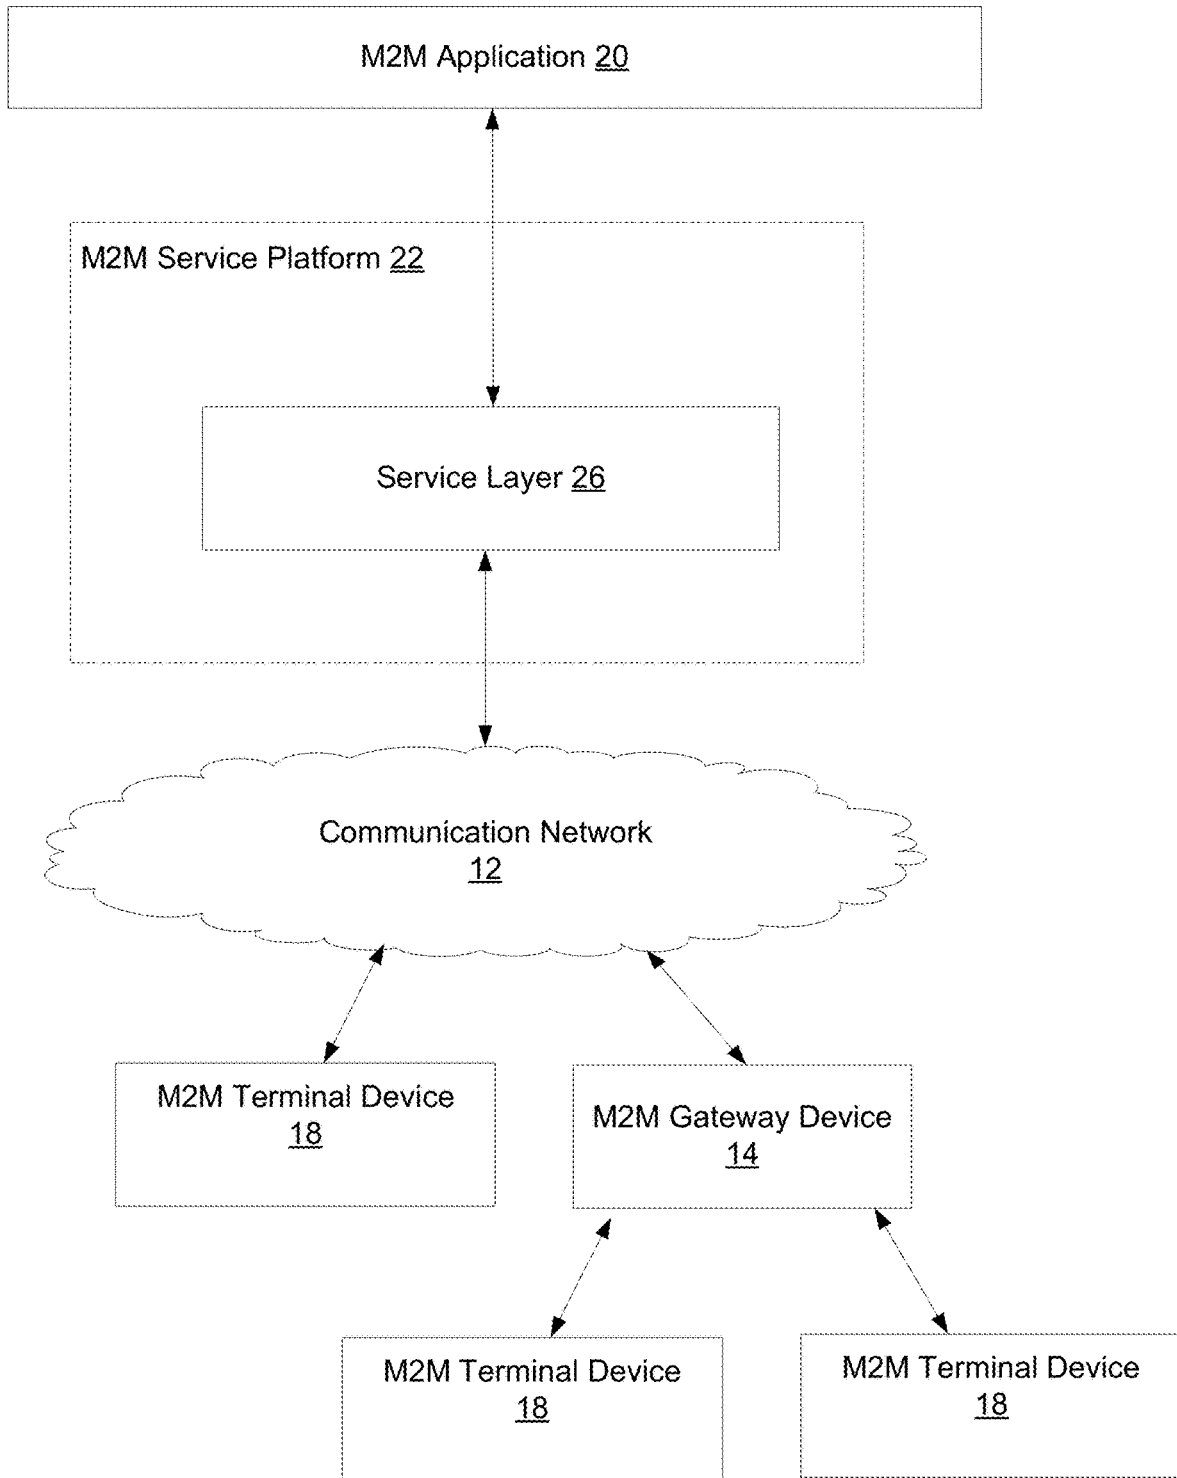 M2M Application 20
M2M Service Platform 22
Service Layer 26
Communication Network
12
M2M Terminal Device
18
M2M Gateway Device
14
M2M Terminal Device
18
M2M Terminal Device
18